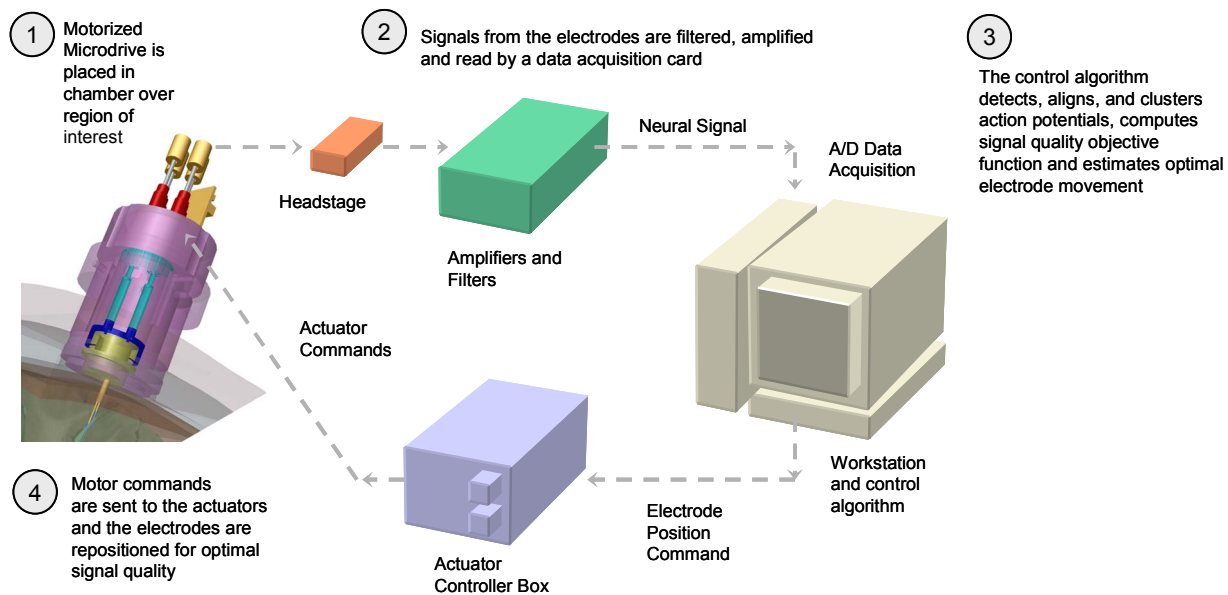 1
Motorized
Microdrive is
placed in
chamber over
region of
interest
2
Signals from the electrodes are filtered, amplified
and read by a data acquisition card
3
The control algorithm
detects, aligns, and clusters
action potentials, computes
signal quality objective
function and estimates optimal
electrode movement
Headstage
Amplifiers and
Filters
Neural Signal
A/D Data
Acquisition
Workstation
and control
algorithm
Electrode
Position
Command
Actuator
Controller Box
Actuator
Commands
4
Motor commands
are sent to the actuators
and the electrodes are
repositioned for optimal
signal quality